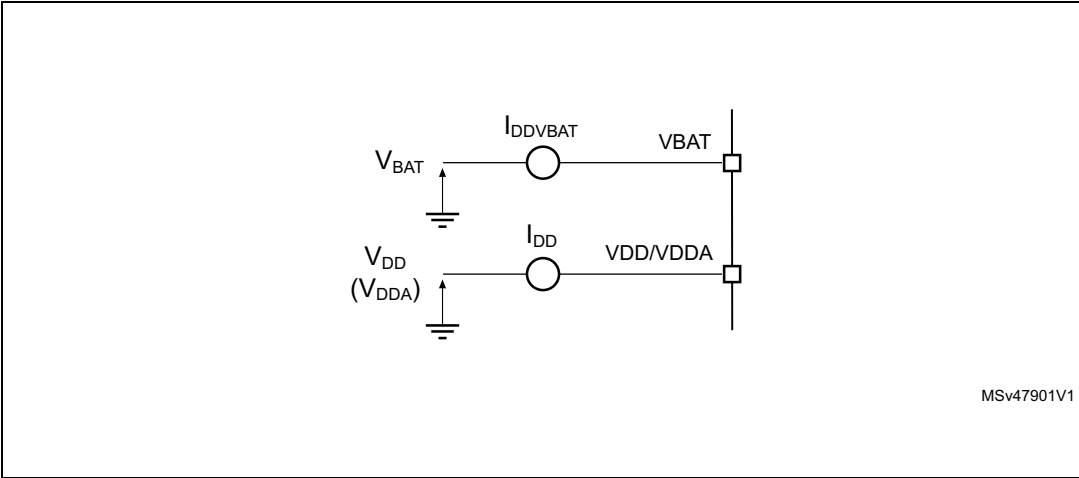 I_DDVBAT
V_BAT
VBAT
I_DD
V_DD
(V_DDA)
VDD/VDDA
MSv47901V1